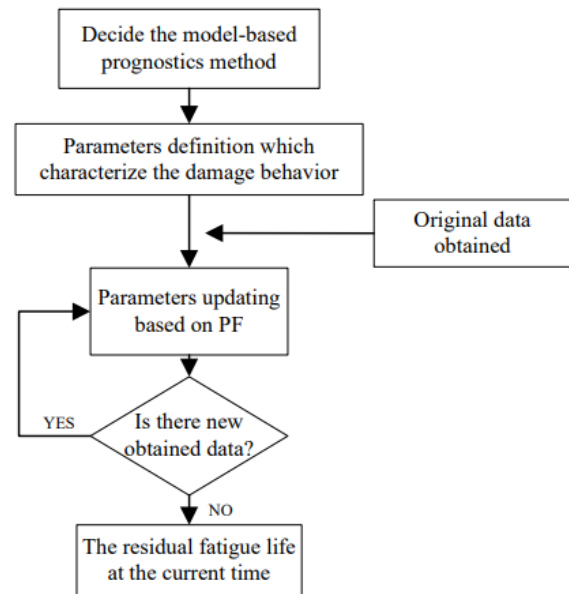 Decide the model-based
prognostics method
Parameters definition which
characterize the damage behavior
Original data
obtained
Parameters updating
based on PF
YES
Is there new
obtained data?
NO
The residual fatigue life
at the current time